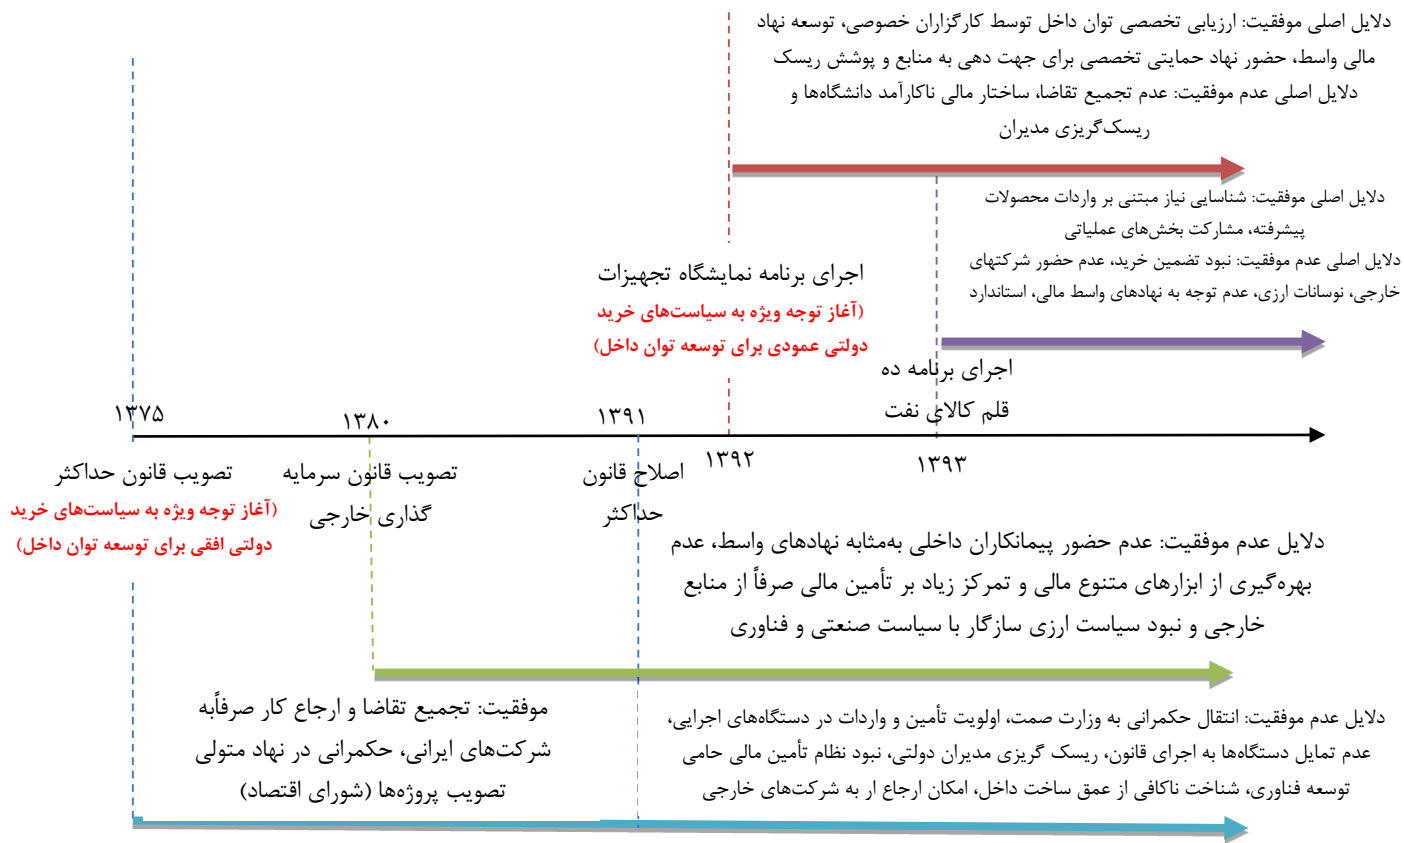 دلایل اصلی موفقیت: ارزیابی تخصصی توان داخل توسط کارگزاران خصوصی، توسعه نهاد
مالی واسط، حضور نهاد حمایتی تخصصی برای جهت دهی به منابع و پوشش ریسک
دلایل اصلی عدم موفقیت: عدم تجمیع تقاضا، ساختار مالی ناکارآمد دانشگاه‌ها و
ریسک‌گریزی مدیران
دلایل اصلی موفقیت: شناسایی نیاز مبتنی بر واردات محصولات
پیشرفته، مشارکت بخش‌های عملیاتی
دلایل اصلی عدم موفقیت: نبود تضمین خرید، عدم حضور شرکتهای
خارجی، نوسانات ارزی، عدم توجه به نهادهای واسط مالی، استاندارد
اجرای برنامه نمایشگاه تجهیزات
(آغاز توجه ویژه به سیاست‌های خرید
دولتی عمودی برای توسعه توان داخل)
اجرای برنامه ده
قلم کالای نفت
۱۳۷۵
۱۳۸۰
۱۳۹۱
۱۳۹۲
۱۳۹۳
تصویب قانون حداکثر
(آغاز توجه ویژه به سیاست‌های خرید
دولتی افقی برای توسعه توان داخل)
تصویب قانون سرمایه
گذاری خارجی
اصلاح قانون
حداکثر
دلایل عدم موفقیت: عدم حضور پیمانکاران داخلی به‌مثابه نهادهای واسط، عدم
بهره‌گیری از ابزارهای متنوع مالی و تمرکز زیاد بر تأمین مالی صرفاً از منابع
خارجی و نبود سیاست ارزی سازگار با سیاست صنعتی و فناوری
موفقیت: تجمیع تقاضا و ارجاع کار صرفاًبه
شرکت‌های ایرانی، حکمرانی در نهاد متولی
تصویب پروژه‌ها (شورای اقتصاد)
دلایل عدم موفقیت: انتقال حکمرانی به وزارت صمت، اولویت تأمین و واردات در دستگاه‌های اجرایی،
عدم تمایل دستگاه‌ها به اجرای قانون، ریسک گریزی مدیران دولتی، نبود نظام تأمین مالی حامی
توسعه فناوری، شناخت ناکافی از عمق ساخت داخل، امکان ارجاع ار به شرکت‌های خارجی